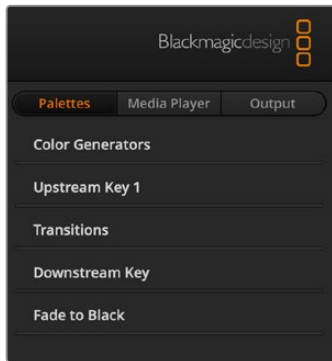 Blackmagicdesign
Palettes Media Player Output
Color Generators
Upstream Key 1
Transitions
Downstream Key
Fade to Black